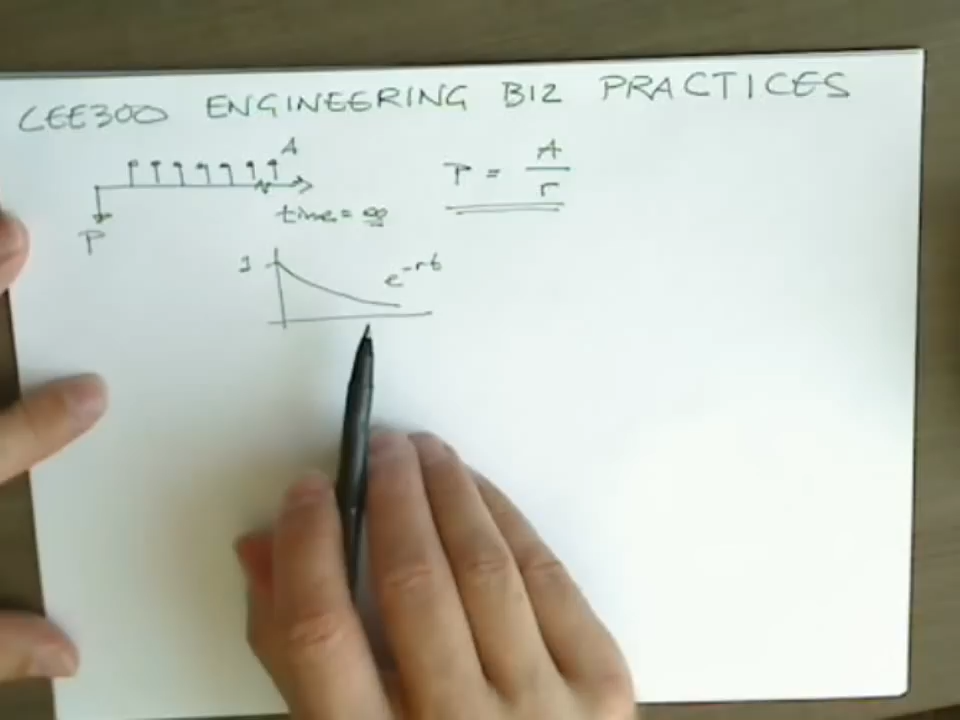 CEE300 ENGINEERING BIZ PRACTICES
A
P = A/r
time = ∞
P
1
e^-rt